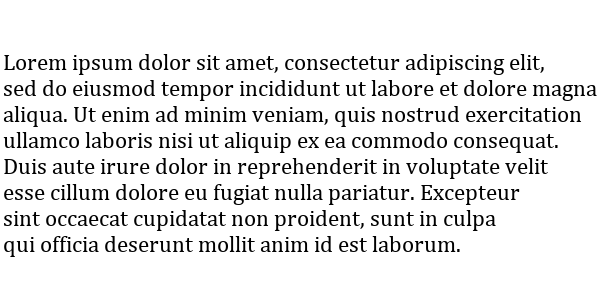 Lorem ipsum dolor sit amet, consectetur adipiscing elit,
sed do eiusmod tempor incididunt ut labore et dolore magna
aliqua. Ut enim ad minim veniam, quis nostrud exercitation
ullamco laboris nisi ut aliquip ex ea commodo consequat.
Duis aute irure dolor in reprehenderit in voluptate velit
esse cillum dolore eu fugiat nulla pariatur. Excepteur
sint occaecat cupidatat non proident, sunt in culpa
qui officia deserunt mollit anim id est laborum.